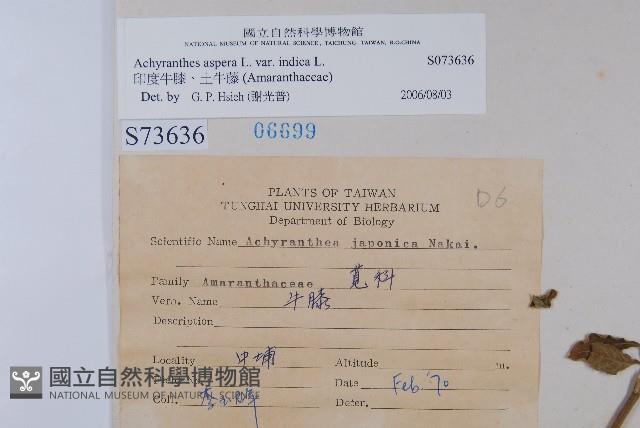 國立自然科學博物館
NATIONAL MUSEUM OF NATURAL SCIENCE, TAICHUNG TAIWAN, R.O.CHINA
Achyranthes aspera L. var. indica L. S073636
印度牛膝、土牛藤 (Amaranthaceae)
Det. by G. P. Hsieh (謝光普) 2006/08/03
S73636 06699
D6
PLANTS OF TAIWAN
TUNGHAI UNIVERSITY HERBARIUM
Department of Biology
Scientific Name Achyranthea japonica Nakai.
Family Amaranthaceae 莧科
Vern. Name 牛膝
Description
Locality 中埔 Altitude m.
Date Feb. '70
Coll. Deter.
國立自然科學博物館
NATIONAL MUSEUM OF NATURAL SCIENCE